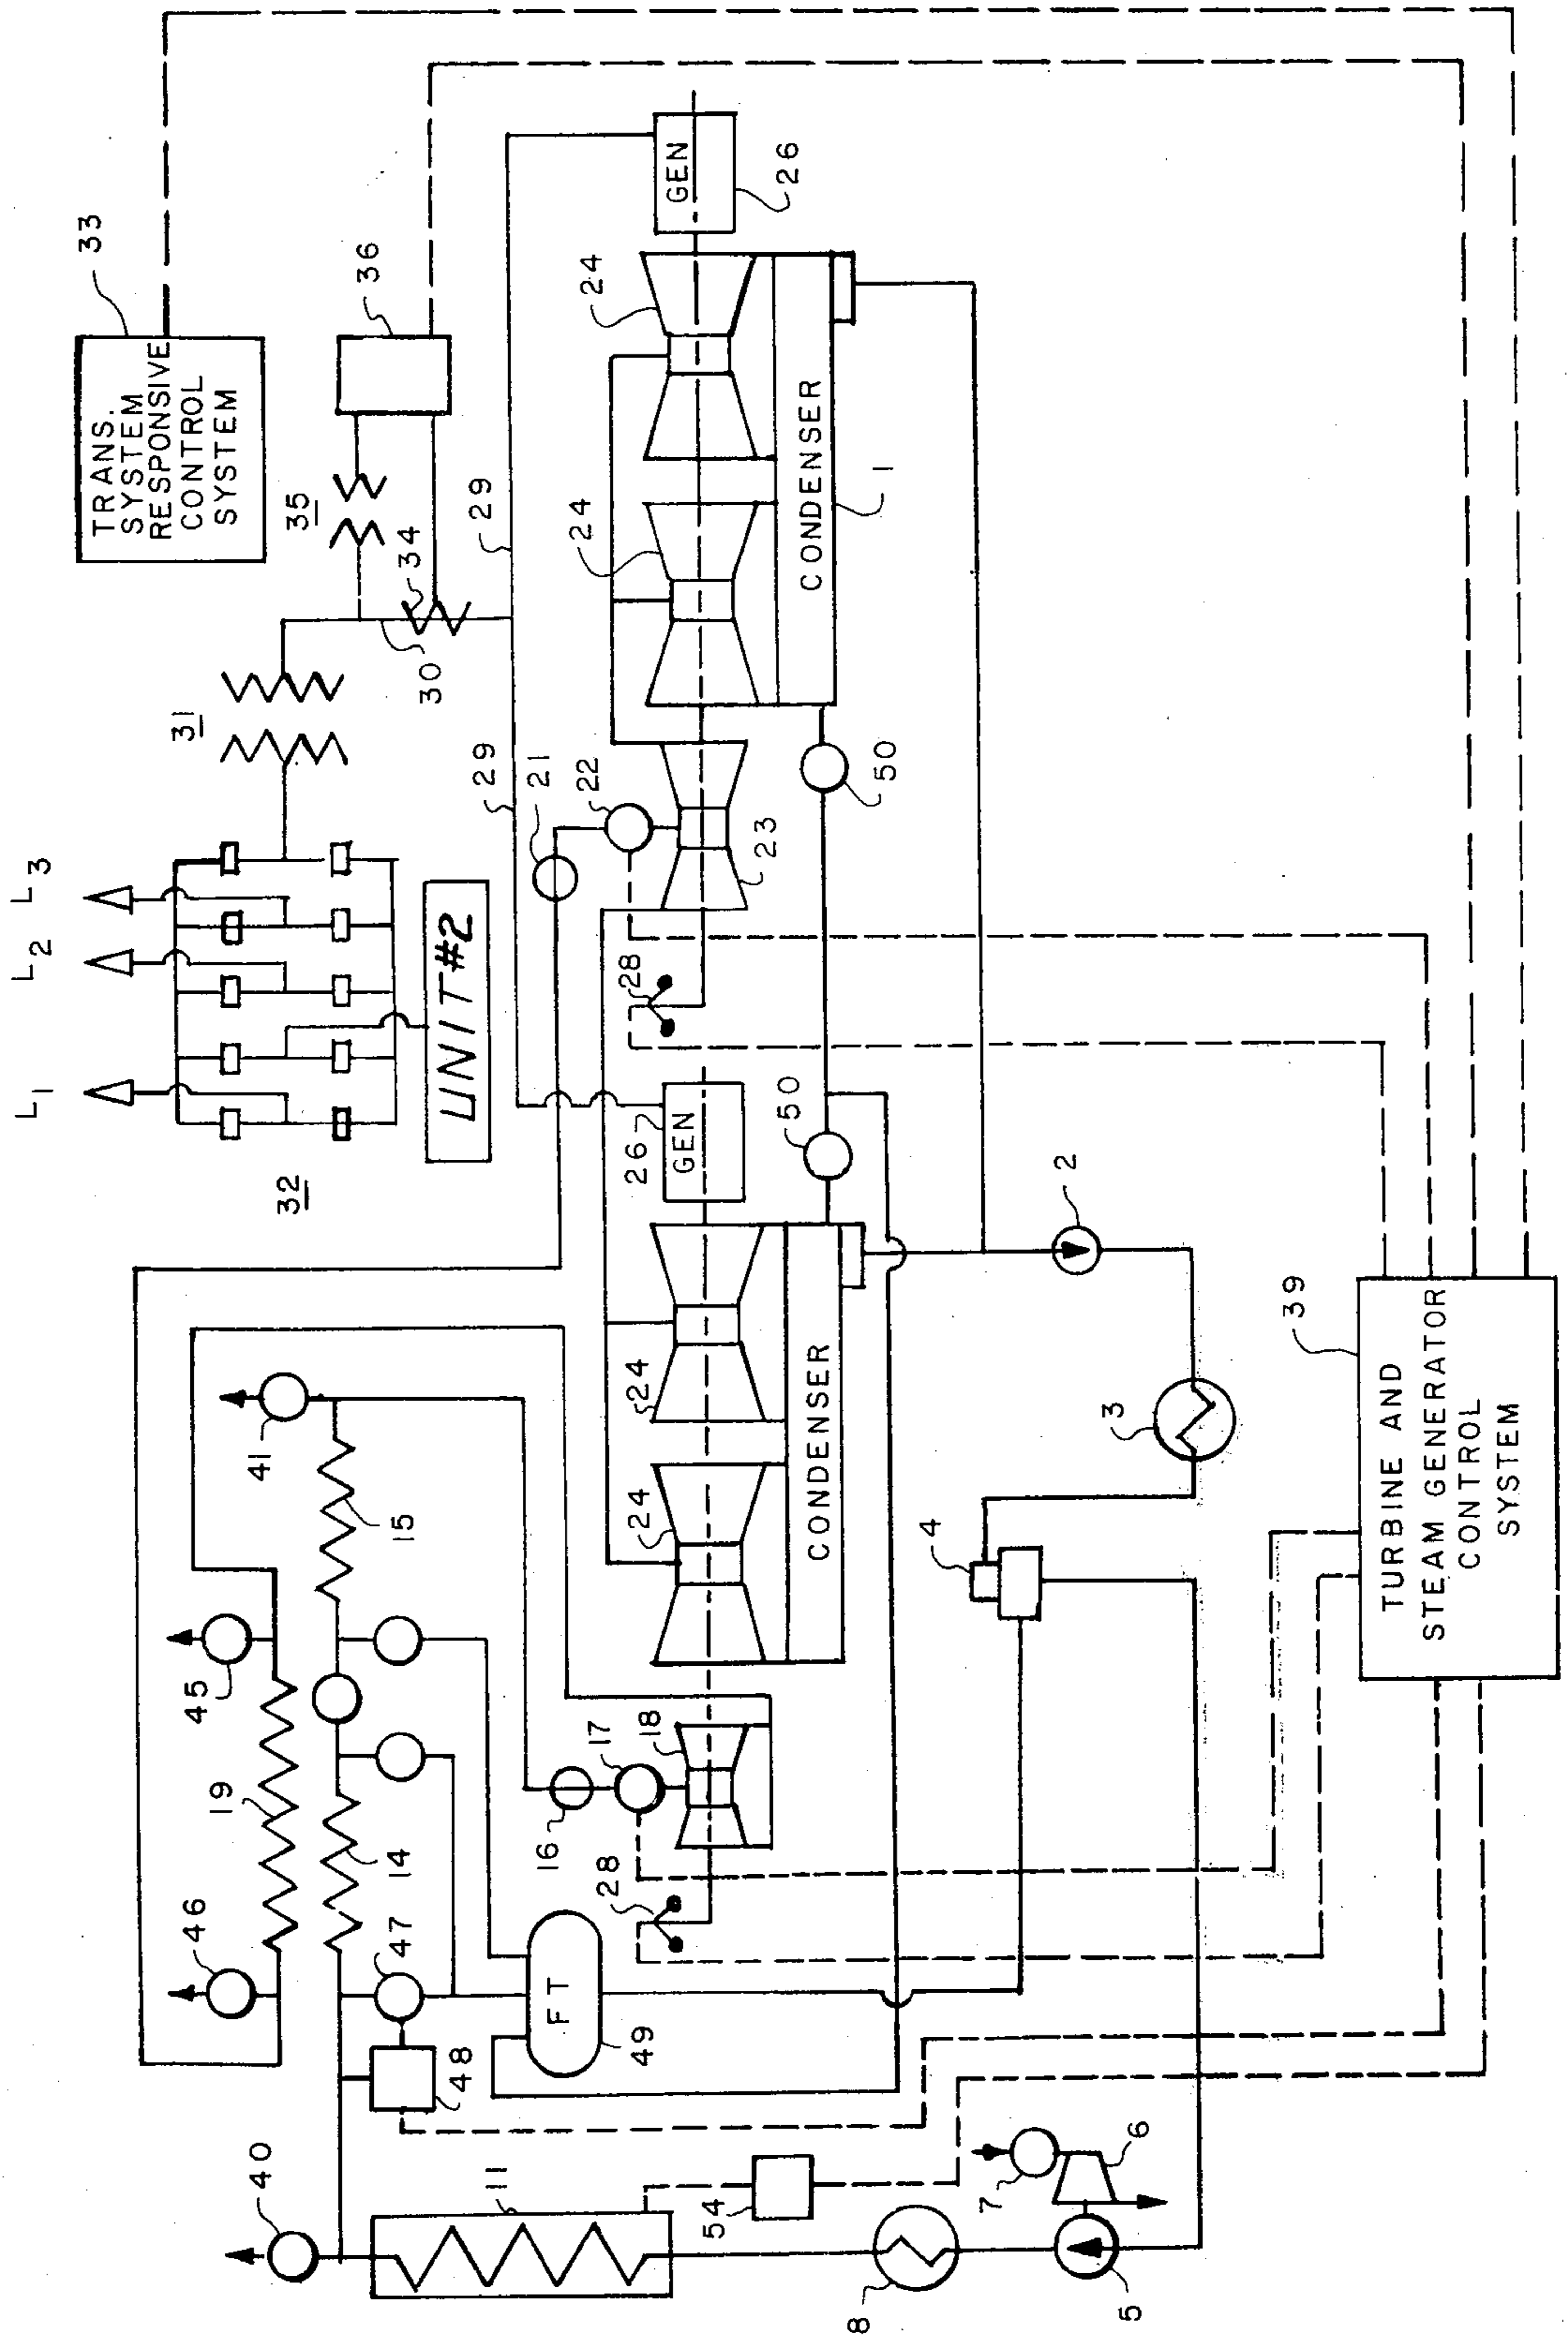 L1
L2
L3
32
UNIT #2
31
30
34
35
36
TRANS.
SYSTEM
RESPONSIVE
CONTROL
SYSTEM
33
29
29
21
22
23
24
24
GEN
26
28
50
CONDENSER
1
46
45
19
41
14
15
47
48
FT
49
16
17
18
28
24
24
26
GEN
50
CONDENSER
40
11
54
8
7
6
5
4
3
2
TURBINE AND
STEAM GENERATOR
CONTROL
SYSTEM
39